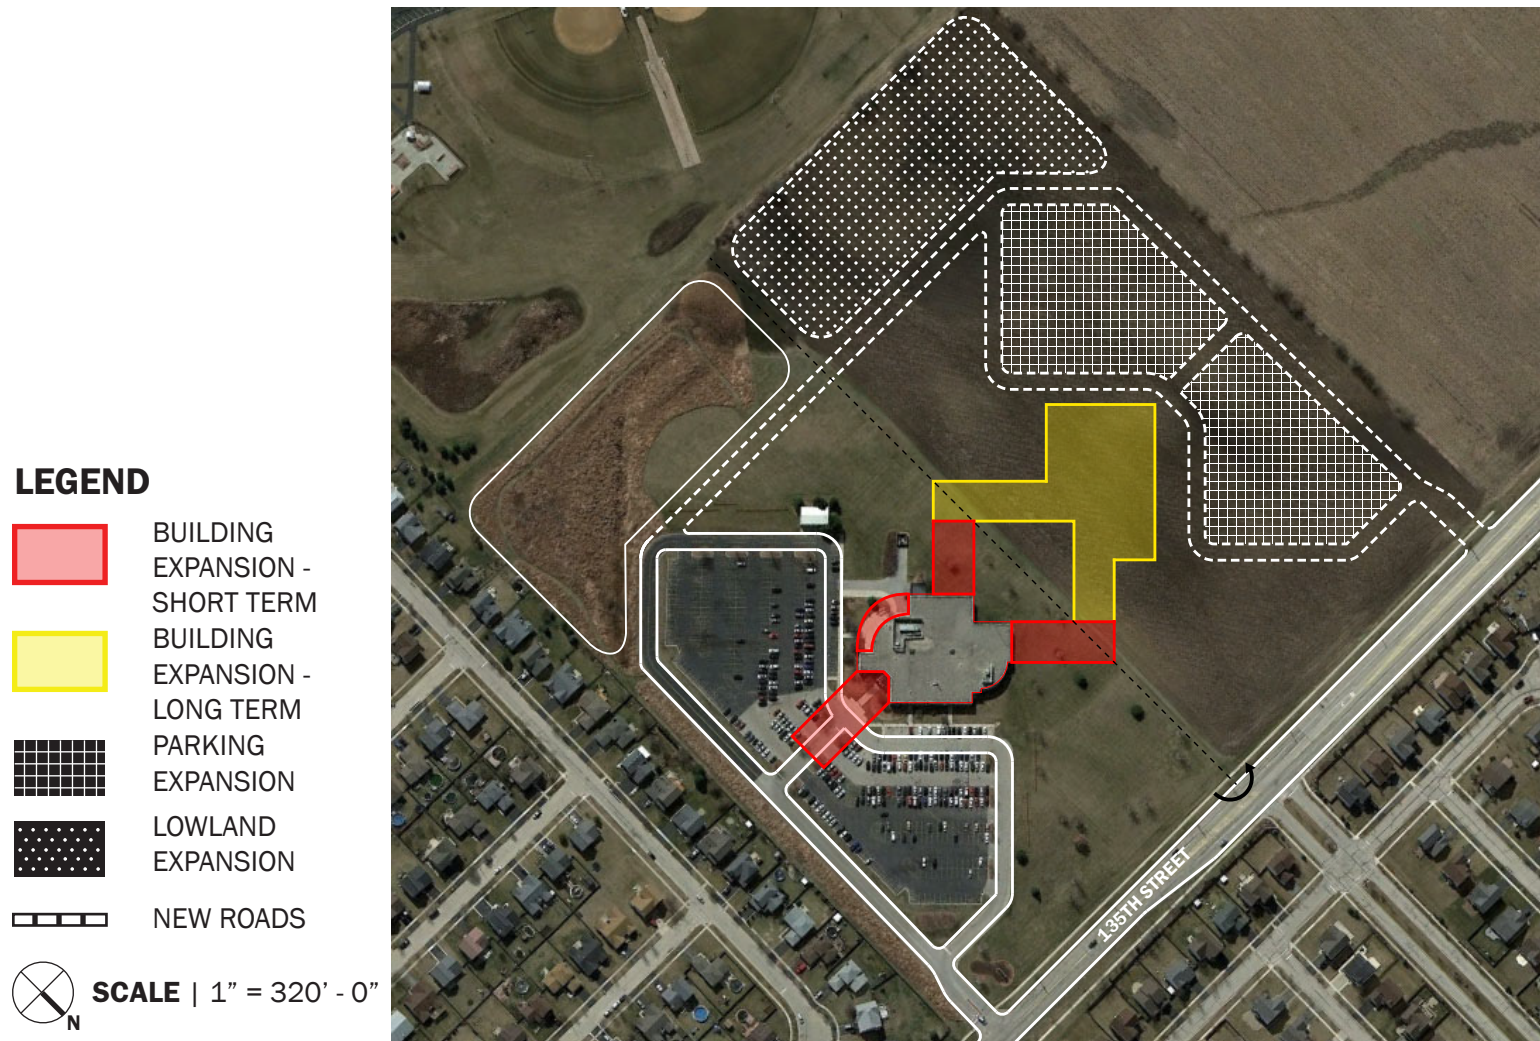 LEGEND
BUILDING
EXPANSION -
SHORT TERM
BUILDING
EXPANSION -
LONG TERM
PARKING
EXPANSION
LOWLAND
EXPANSION
NEW ROADS
N
SCALE | 1” = 320’ - 0”
135TH STREET